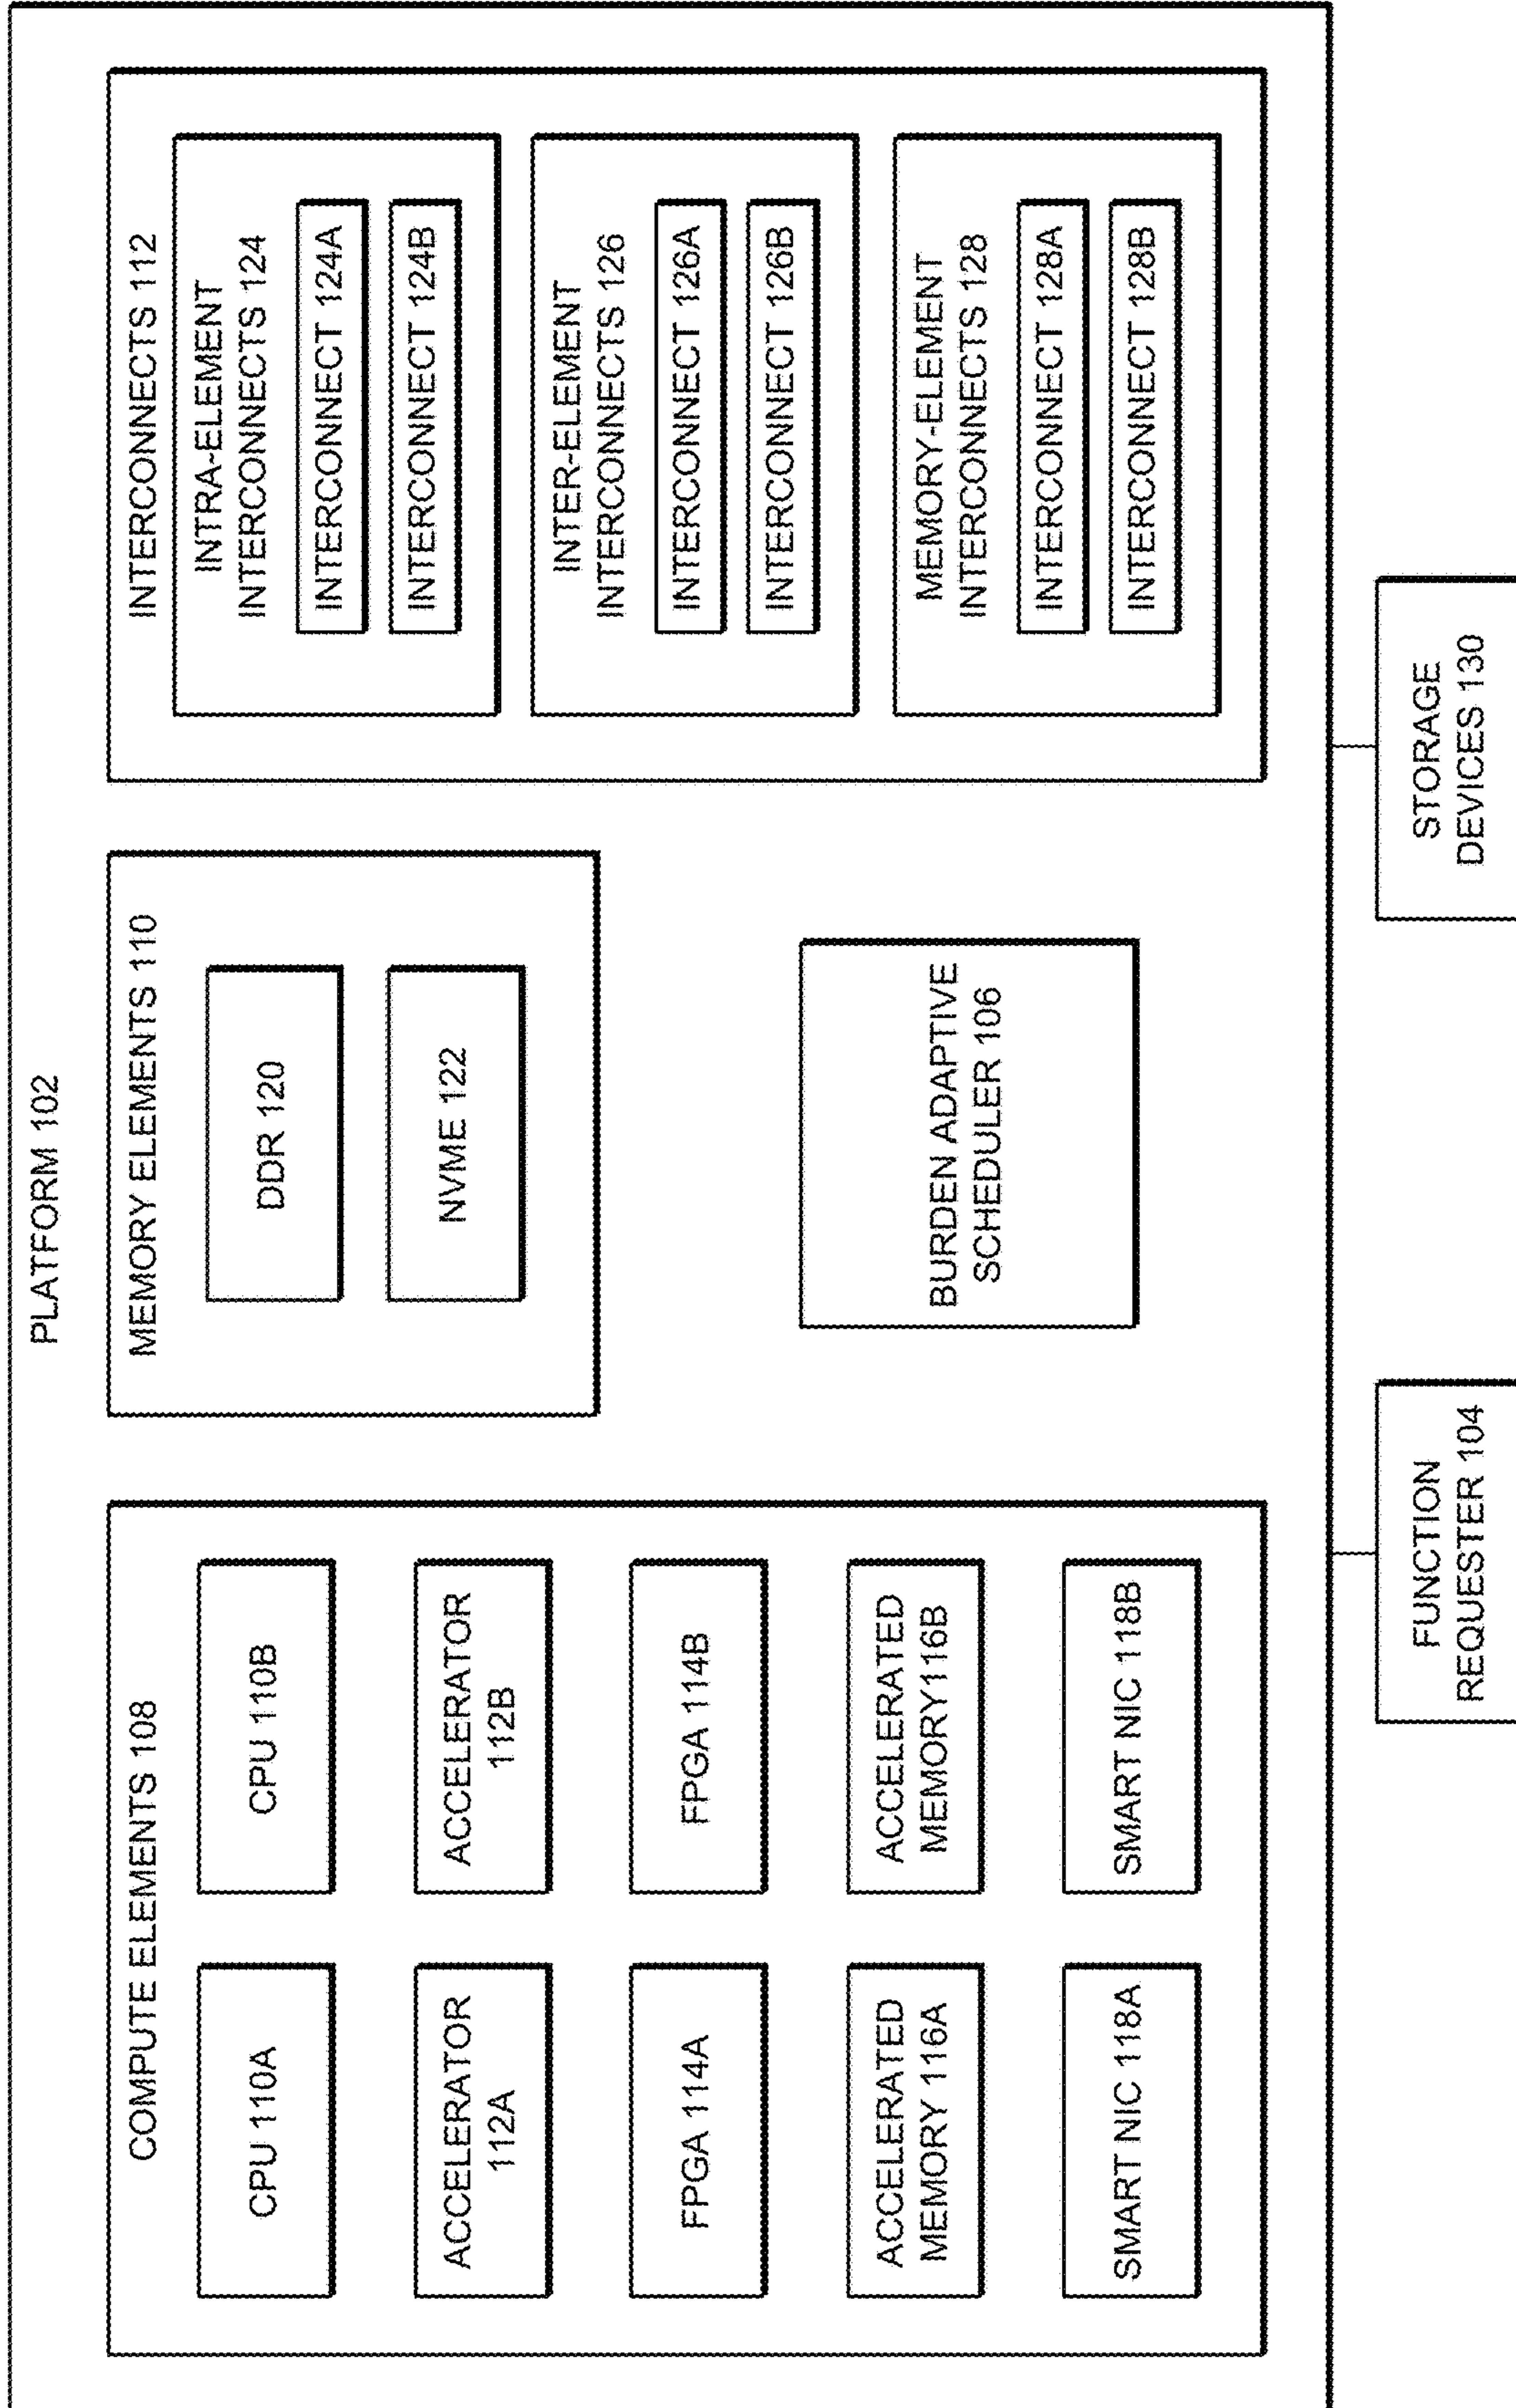 PLATFORM 102
COMPUTE ELEMENTS 108
CPU 110A
CPU 110B
ACCELERATOR
112A
ACCELERATOR
112B
FPGA 114A
FPGA 114B
ACCELERATED
MEMORY 116A
ACCELERATED
MEMORY116B
SMART NIC 118A
SMART NIC 118B
MEMORY ELEMENTS 110
DDR 120
NVME 122
BURDEN ADAPTIVE
SCHEDULER 106
INTERCONNECTS 112
INTRA-ELEMENT
INTERCONNECTS 124
INTERCONNECT 124A
INTERCONNECT 124B
INTER-ELEMENT
INTERCONNECTS 126
INTERCONNECT 126A
INTERCONNECT 126B
MEMORY-ELEMENT
INTERCONNECTS 128
INTERCONNECT 128A
INTERCONNECT 128B
FUNCTION
REQUESTER 104
STORAGE
DEVICES 130